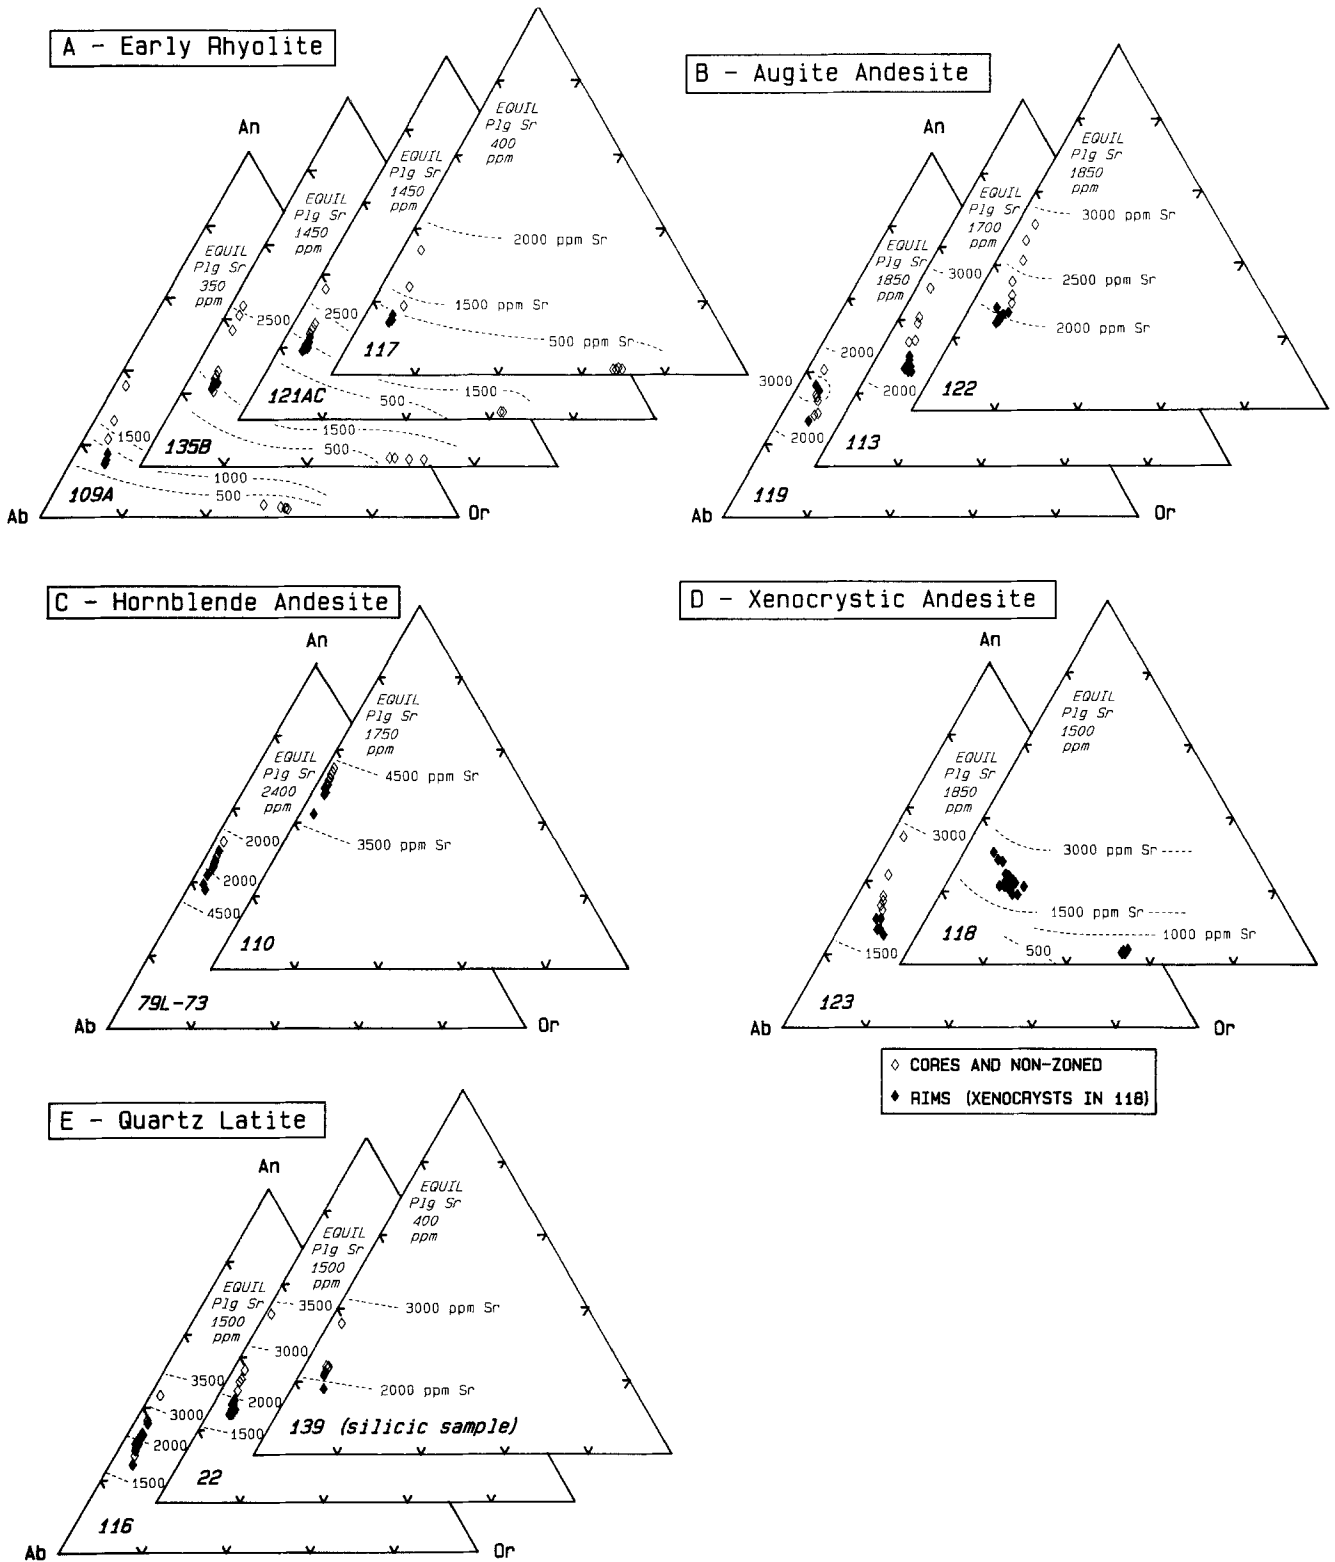 A - Early Rhyolite
An
EQUIL
Plg Sr
350
ppm
1500
1000
500
109A
Ab
Or
EQUIL
Plg Sr
1450
ppm
2500
1500
500
135B
EQUIL
Plg Sr
1450
ppm
2500
1500
500
121AC
EQUIL
Plg Sr
400
ppm
2000 ppm Sr
1500 ppm Sr
500 ppm Sr
117
B - Augite Andesite
An
EQUIL
Plg Sr
1850
ppm
2000
3000
2000
119
Ab
Or
EQUIL
Plg Sr
1700
ppm
3000
2000
113
EQUIL
Plg Sr
1850
ppm
3000 ppm Sr
2500 ppm Sr
2000 ppm Sr
122
C - Hornblende Andesite
An
EQUIL
Plg Sr
2400
ppm
2000
2000
4500
79L-73
Ab
Or
EQUIL
Plg Sr
1750
ppm
4500 ppm Sr
3500 ppm Sr
110
D - Xenocrystic Andesite
An
EQUIL
Plg Sr
1850
ppm
3000
1500
123
Ab
Or
EQUIL
Plg Sr
1500
ppm
3000 ppm Sr
1500 ppm Sr
1000 ppm Sr
500
118
CORES AND NON-ZONED
RIMS (XENOCRYSTS IN 118)
E - Quartz Latite
An
EQUIL
Plg Sr
1500
ppm
3500
3000
2000
1500
116
Ab
Or
EQUIL
Plg Sr
1500
ppm
3500
3000
2000
1500
22
EQUIL
Plg Sr
400
ppm
3000 ppm Sr
2000 ppm Sr
139 (silicic sample)